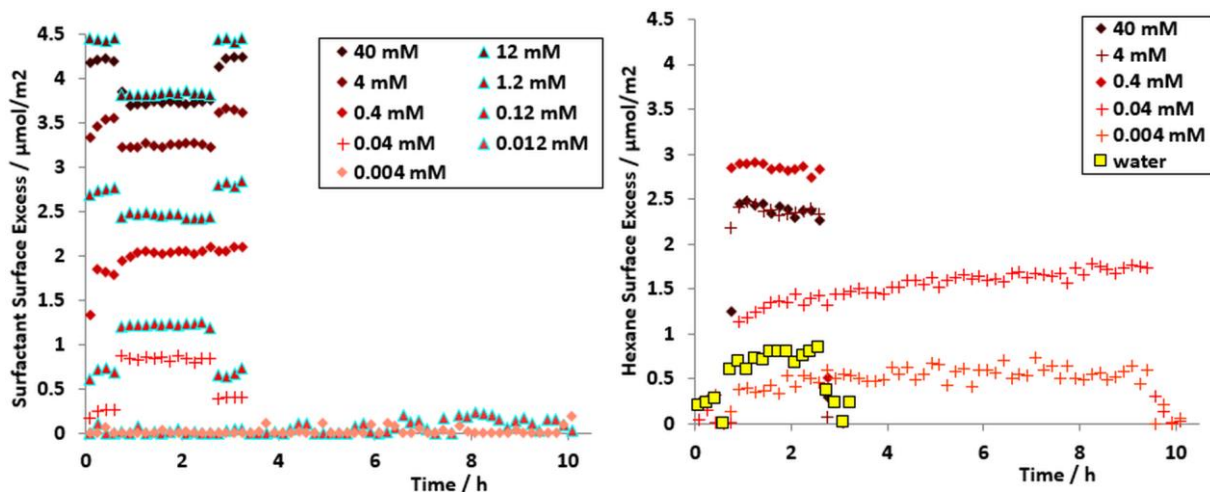 Surfactant Surface Excess / µmol/m2
4.5
4
3.5
3
2.5
2
1.5
1
0.5
0
0 2 4 6 8 10
Time / h
40 mM 12 mM
4 mM 1.2 mM
0.4 mM 0.12 mM
0.04 mM 0.012 mM
0.004 mM
Hexane Surface Excess / µmol/m2
4.5
4
3.5
3
2.5
2
1.5
1
0.5
0
0 2 4 6 8 10
Time / h
40 mM
4 mM
0.4 mM
0.04 mM
0.004 mM
water